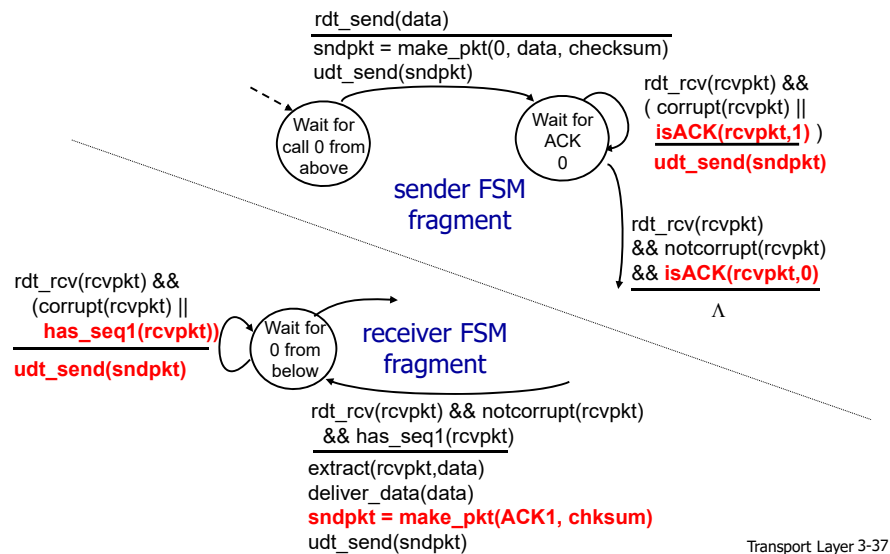 rdt_send(data)
sndpkt = make_pkt(0, data, checksum)
udt_send(sndpkt)
Wait for
call 0 from
above
Wait for
ACK
0
rdt_rcv(rcvpkt) &&
( corrupt(rcvpkt) ||
isACK(rcvpkt,1) )
udt_send(sndpkt)
sender FSM
fragment
rdt_rcv(rcvpkt)
&& notcorrupt(rcvpkt)
&& isACK(rcvpkt,0)
Λ
rdt_rcv(rcvpkt) &&
(corrupt(rcvpkt) ||
has_seq1(rcvpkt))
udt_send(sndpkt)
Wait for
0 from
below
receiver FSM
fragment
rdt_rcv(rcvpkt) && notcorrupt(rcvpkt)
&& has_seq1(rcvpkt)
extract(rcvpkt,data)
deliver_data(data)
sndpkt = make_pkt(ACK1, chksum)
udt_send(sndpkt)
Transport Layer 3-37